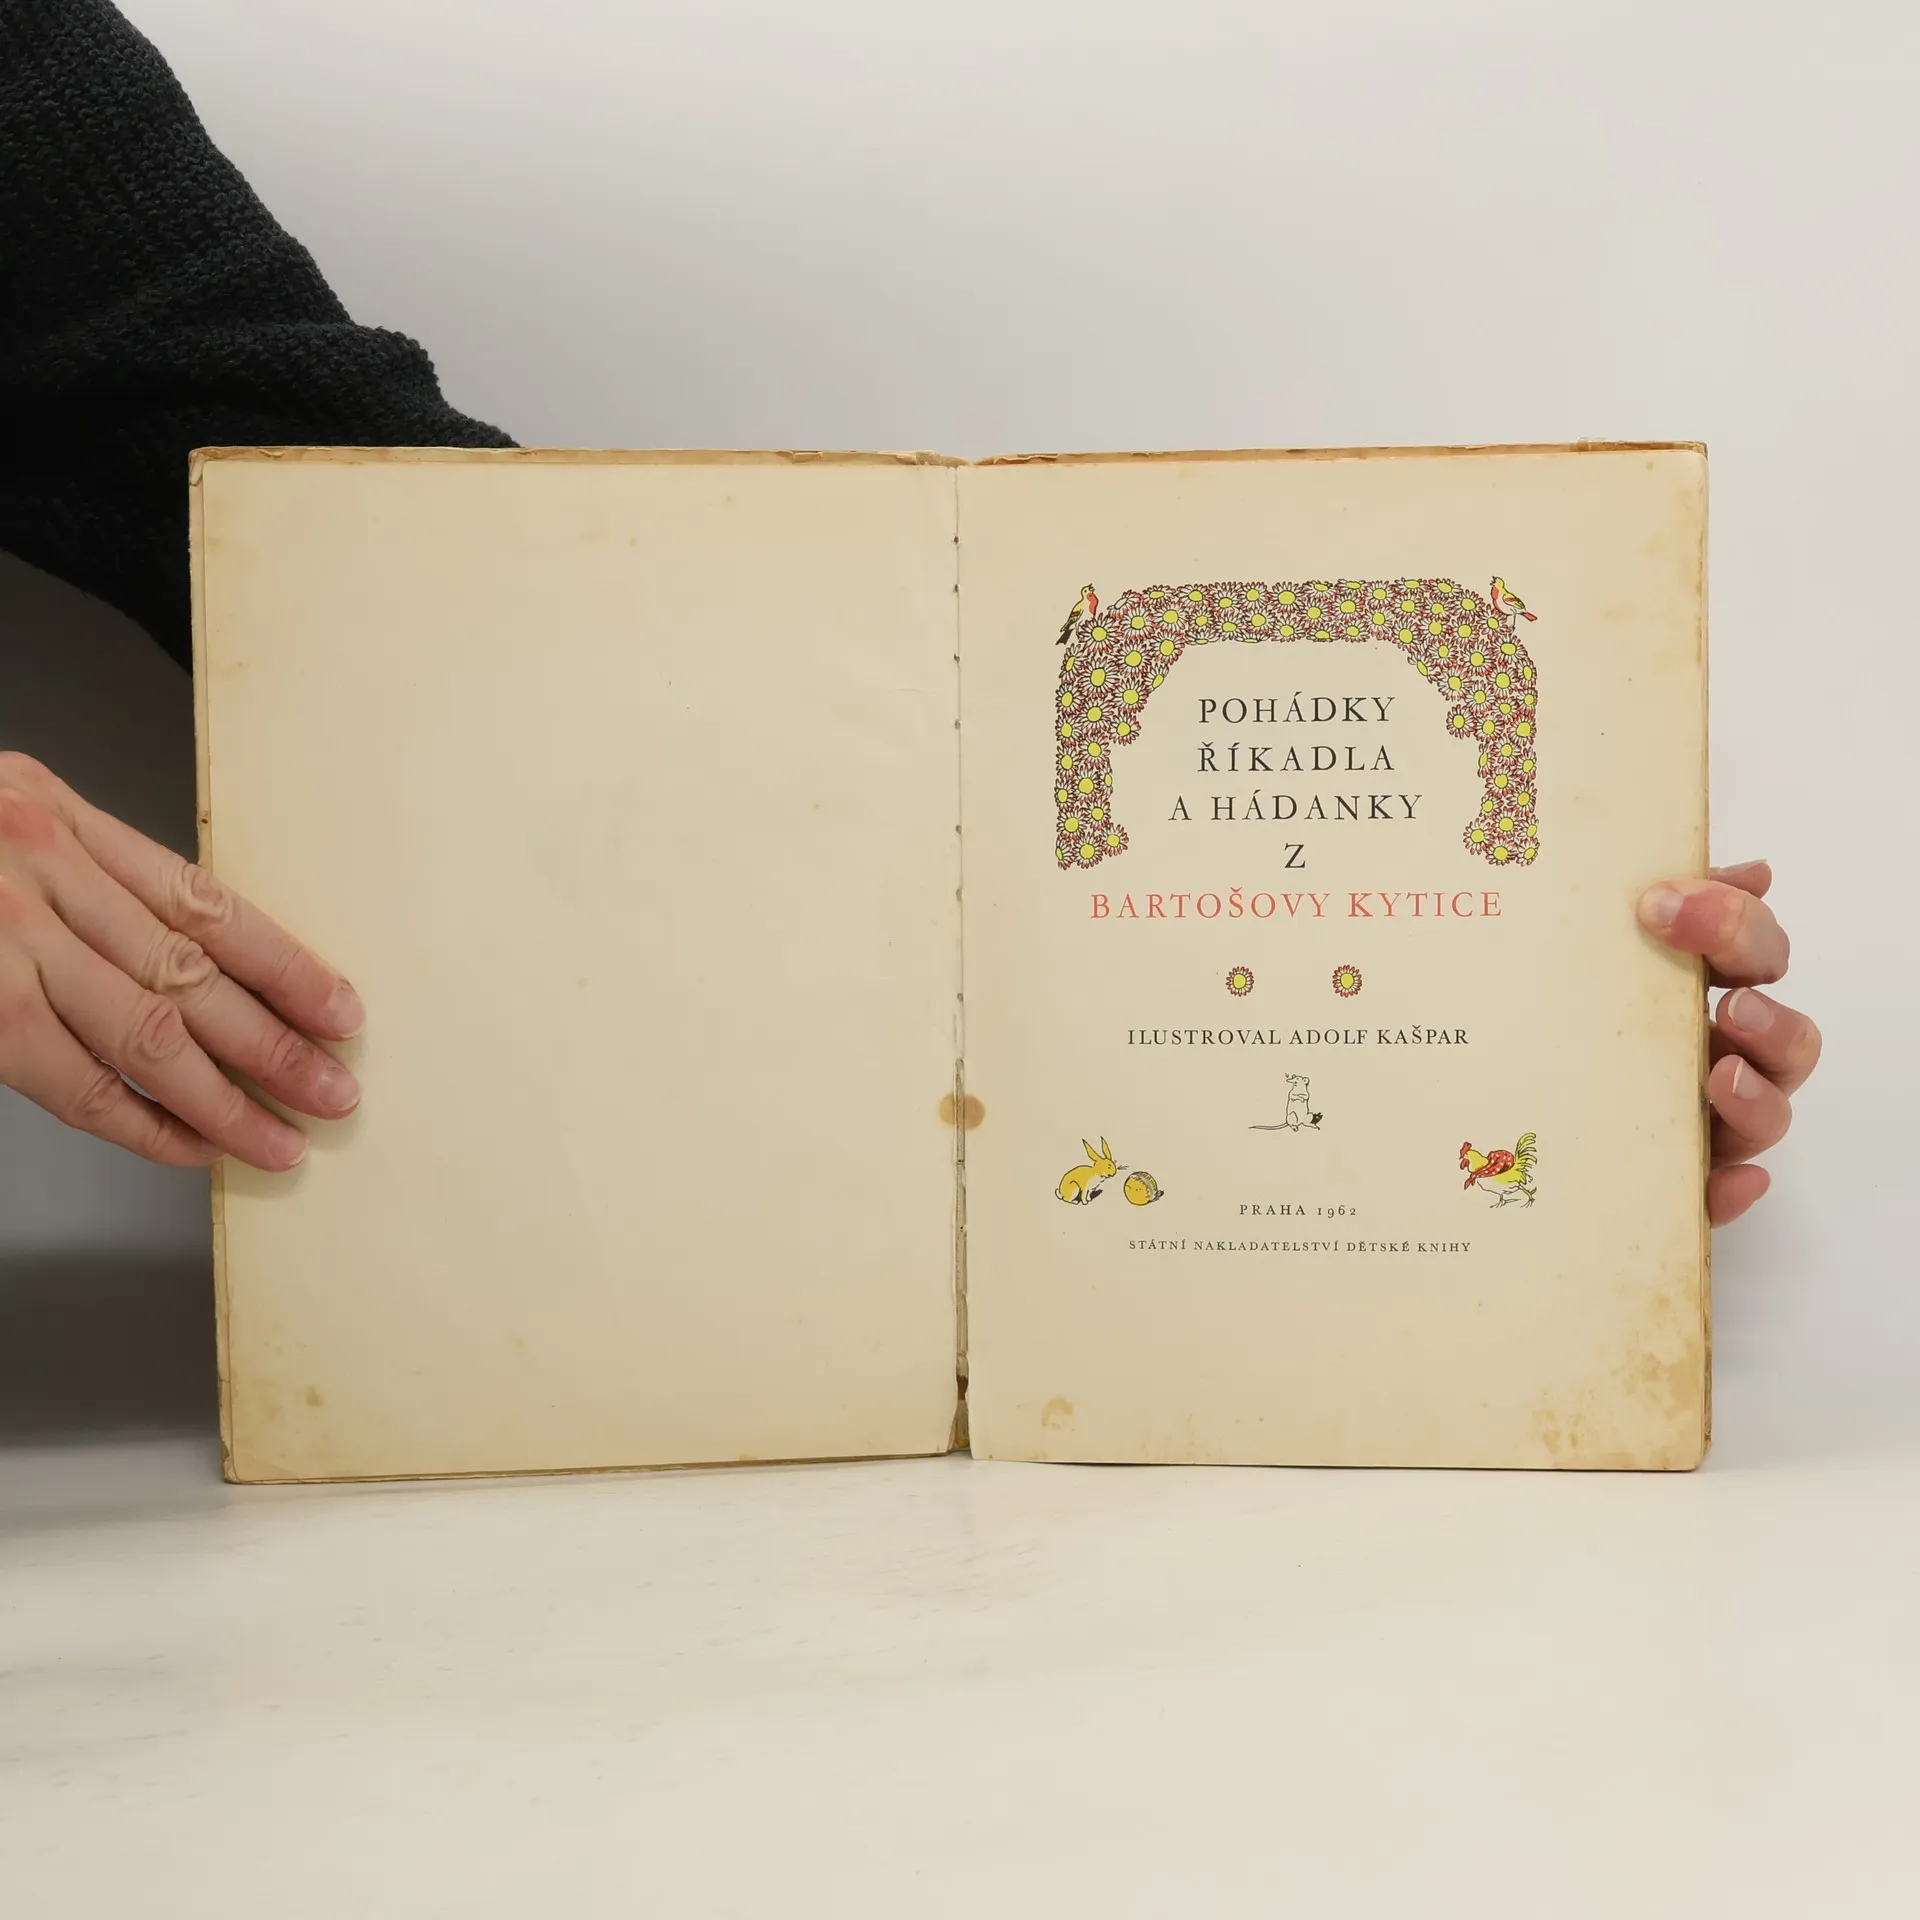 POHÁDKY
ŘÍKADLA
A HÁDANKY
Z
BARTOŠOVY KYTICE
ILUSTROVAL ADOLF KAŠPAR
PRAHA 1962
STÁTNÍ NAKLADATELSTVÍ DĚTSKÉ KNIHY